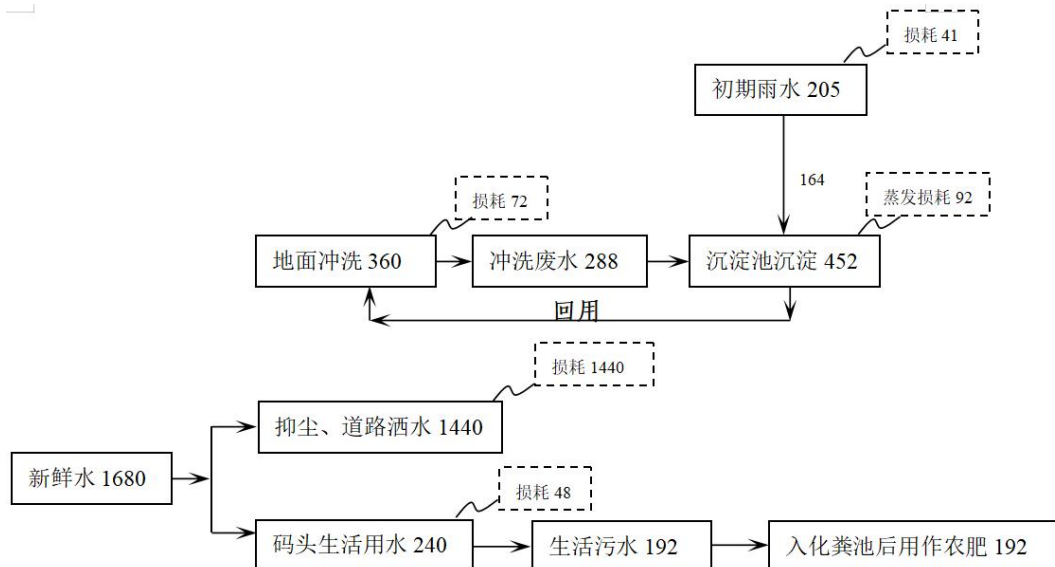 损耗 41
初期雨水 205
164
损耗 72
蒸发损耗 92
地面冲洗 360
冲洗废水 288
沉淀池沉淀 452
回用
损耗 1440
抑尘、道路洒水 1440
新鲜水 1680
损耗 48
码头生活用水 240
生活污水 192
入化粪池后用作农肥 192